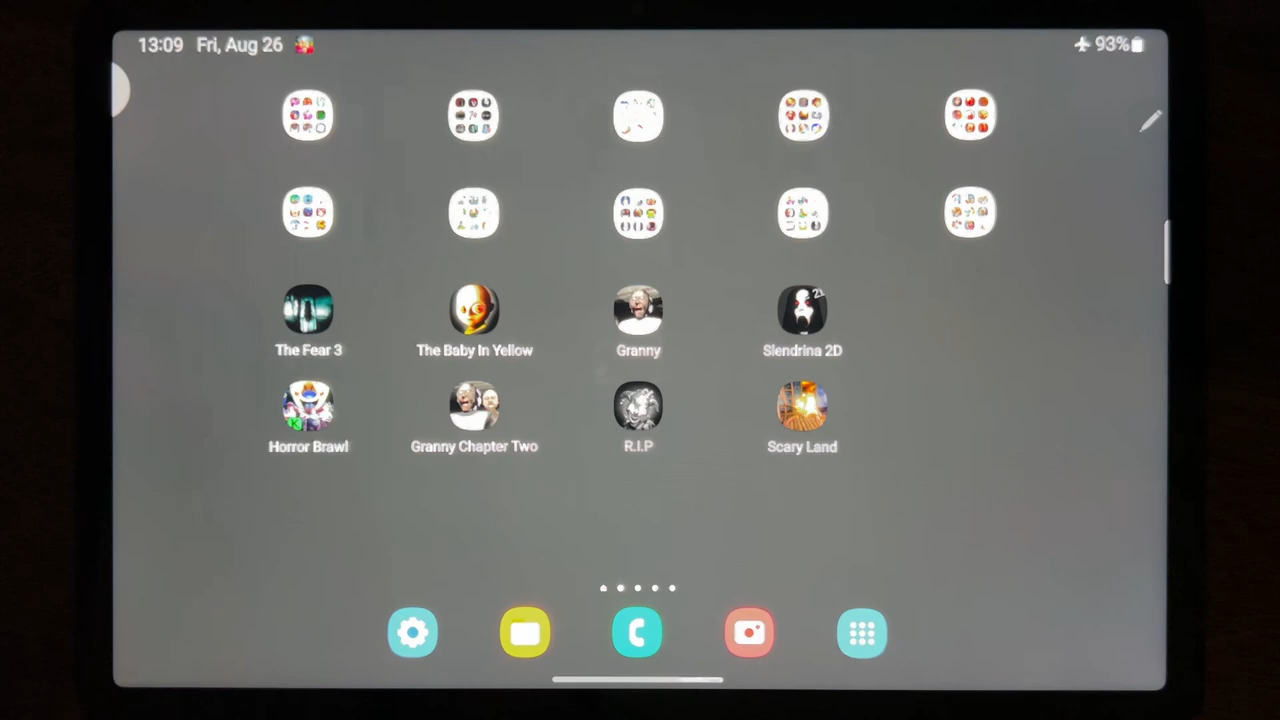 13:09 Fri, Aug 26 93%
The Fear 3 The Baby In Yellow Granny Slendrina 2D
Horror Brawl Granny Chapter Two R.I.P Scary Land